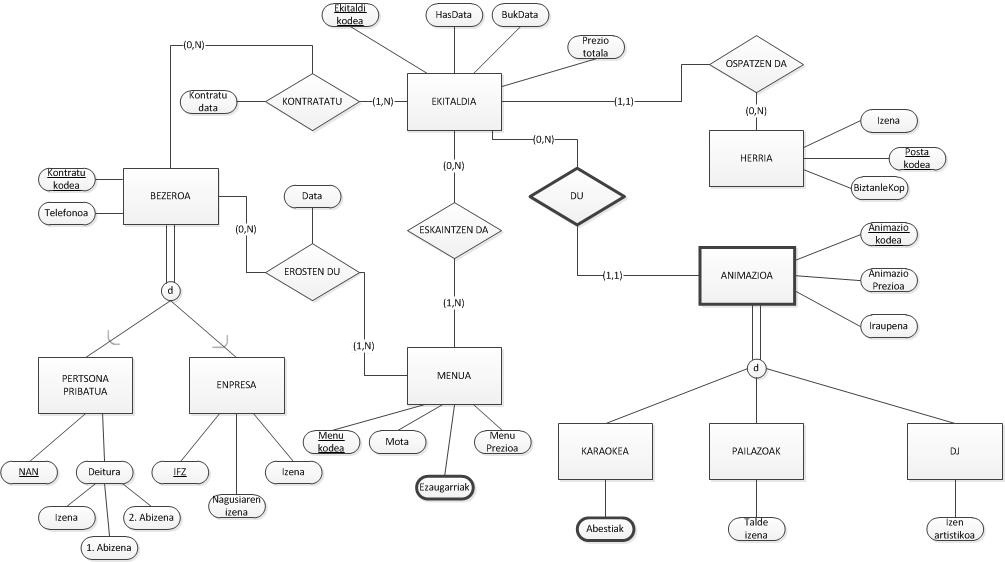 Ekitaldi
kodea
HasData
BukData
Prezio
totala
(0,N)
KONTRATATU
Kontratu
data
(1,N)
EKITALDIA
(1,1)
OSPATZEN DA
(0,N)
HERRIA
Izena
Posta
kodea
BiztanleKop
Kontratu
kodea
Telefonoa
BEZEROA
(0,N)
Data
EROSTEN DU
(1,N)
(0,N)
ESKAINTZEN DA
(1,N)
(0,N)
DU
(1,1)
ANIMAZIOA
Animazio
kodea
Animazio
Prezioa
Iraupena
d
PERTSONA
PRIBATUA
ENPRESA
MENUA
d
NAN
Deitura
Izena
1. Abizena
2. Abizena
IFZ
Nagusiaren
izena
Izena
Menu
kodea
Mota
Ezaugarriak
Menu
Prezioa
KARAOKEA
PAILAZOAK
DJ
Abestiak
Talde
izena
Izen
artistikoa